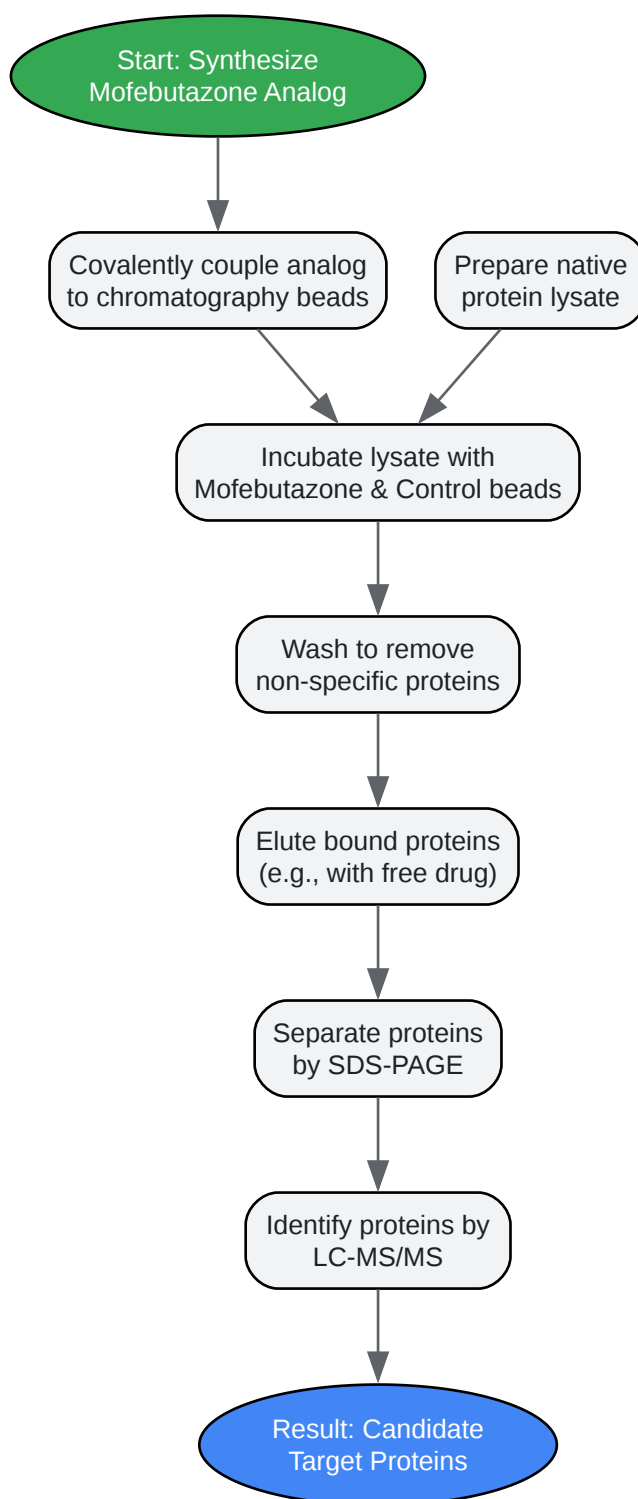 Start: Synthesize
Mofebutazone Analog
Covalently couple analog
to chromatography beads
Prepare native
protein lysate
Incubate lysate with
Mofebutazone & Control beads
Wash to remove
non-specific proteins
Elute bound proteins
(e.g., with free drug)
Separate proteins
by SDS-PAGE
Identify proteins by
LC-MS/MS
Result: Candidate
Target Proteins